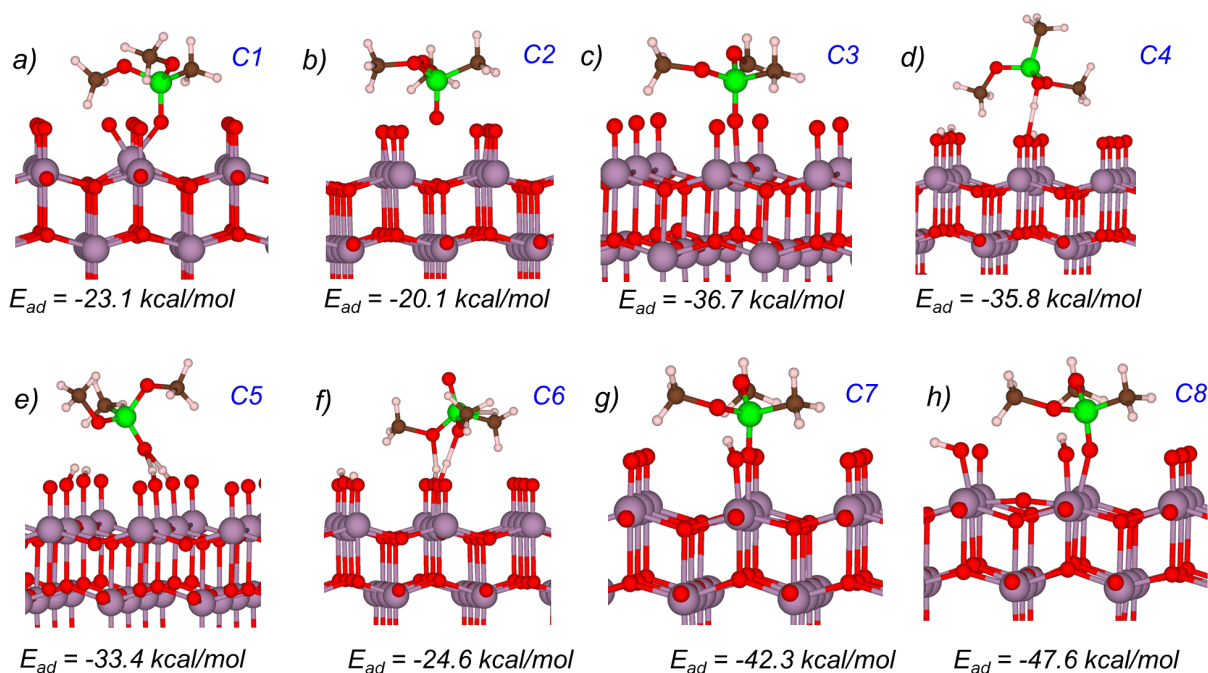 a) C1 b) C2 c) C3 d) C4
E_ad = -23.1 kcal/mol E_ad = -20.1 kcal/mol E_ad = -36.7 kcal/mol E_ad = -35.8 kcal/mol
e) C5 f) C6 g) C7 h) C8
E_ad = -33.4 kcal/mol E_ad = -24.6 kcal/mol E_ad = -42.3 kcal/mol E_ad = -47.6 kcal/mol